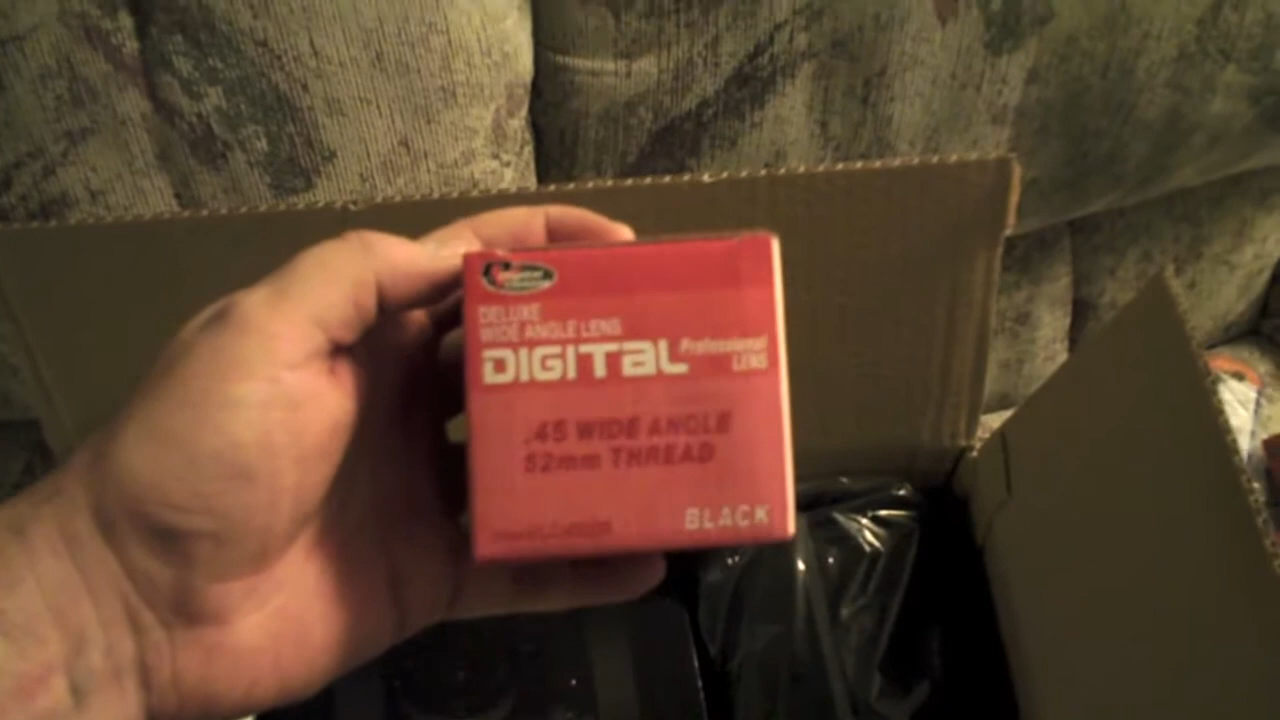 DELUXE
WIDE ANGLE LENS
DIGITAL Professional
LENS
.45 WIDE ANGLE
52mm THREAD
BLACK